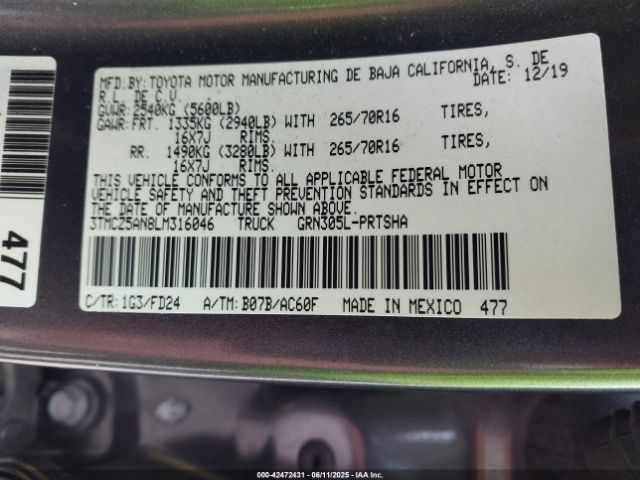 MFD.BY:TOYOTA MOTOR MANUFACTURING DE BAJA CALIFORNIA, S. DE
R.L. DE C.V. DATE: 12/19
GVWR: 2540KG (5600LB)
GAWR: FRT. 1335KG (2940LB) WITH 265/70R16 TIRES,
16X7J RIMS.
RR. 1490KG (3280LB) WITH 265/70R16 TIRES,
16X7J RIMS.
THIS VEHICLE CONFORMS TO ALL APPLICABLE FEDERAL MOTOR
VEHICLE SAFETY AND THEFT PREVENTION STANDARDS IN EFFECT ON
THE DATE OF MANUFACTURE SHOWN ABOVE.
3TMCZ5AN8LM316046 TRUCK GRN305L-PRTSHA
C/TR: 1G3/FD24 A/TM: B07B/AC60F MADE IN MEXICO 477
477
000-42472431 - 06/11/2025 - IAAI.CA